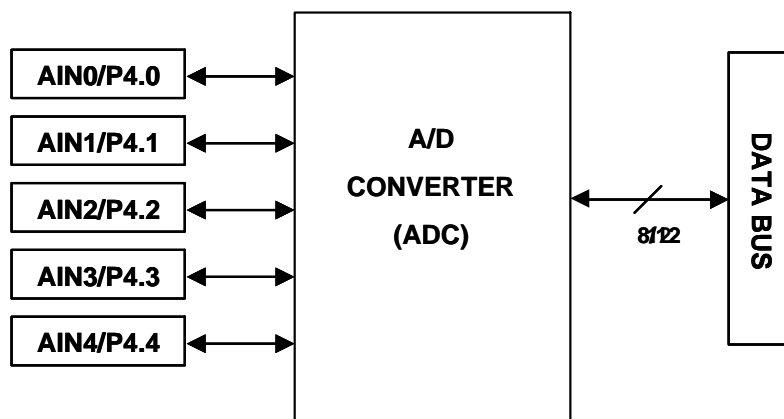 AIN0/P4.0
AIN1/P4.1
AIN2/P4.2
AIN3/P4.3
AIN4/P4.4
A/D
CONVERTER
(ADC)
8/12
DATA BUS